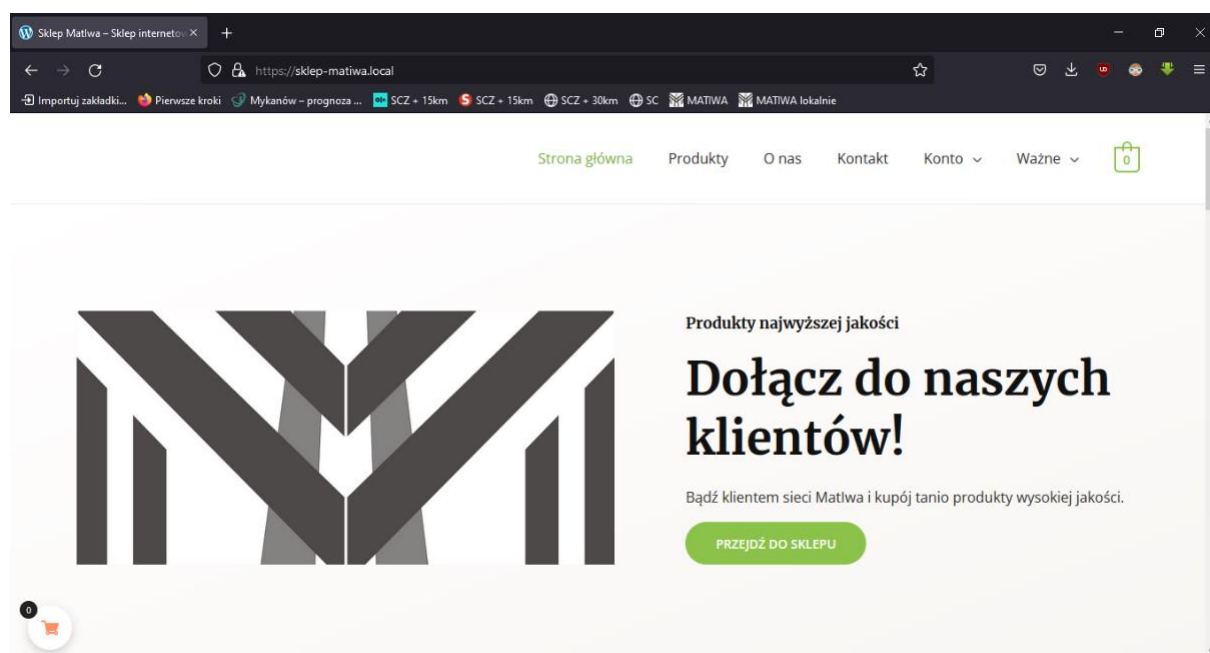 Sklep MatIwa – Sklep internetow
https://sklep-matiwa.local
Importuj zakładki... Pierwsze kroki Mykanów – prognoza ... SCZ + 15km SCZ + 15km SCZ + 30km SC MATIWA MATIWA lokalnie
Strona główna Produkty O nas Kontakt Konto Ważne 0
Produkty najwyższej jakości
Dołącz do naszych
klientów!
Bądź klientem sieci MatIwa i kupój tanio produkty wysokiej jakości.
PRZEJDŹ DO SKLEPU
0